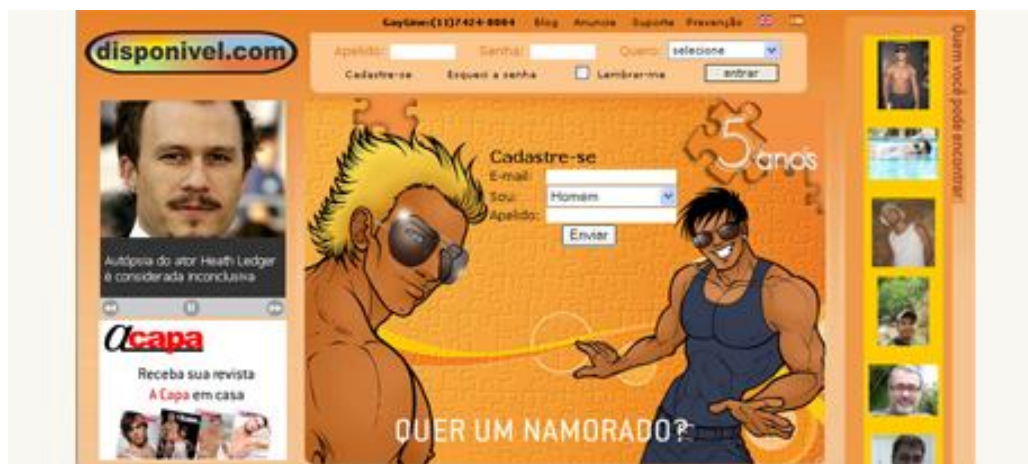 GayLine:(11)7424-8084 Blog Anuncie Suporte Prevenção
disponivel.com
Apelido: Senha: Quero: selecione
Cadastre-se Esqueci a senha Lembrar-me entrar
Quem você pode encontrar
5 anos
Cadastre-se
E-mail:
Sou: Homem
Apelido:
Enviar
Autópsia do ator Heath Ledger
é considerada inconclusiva
acapa
Receba sua revista
A Capa em casa
QUER UM NAMORADO?